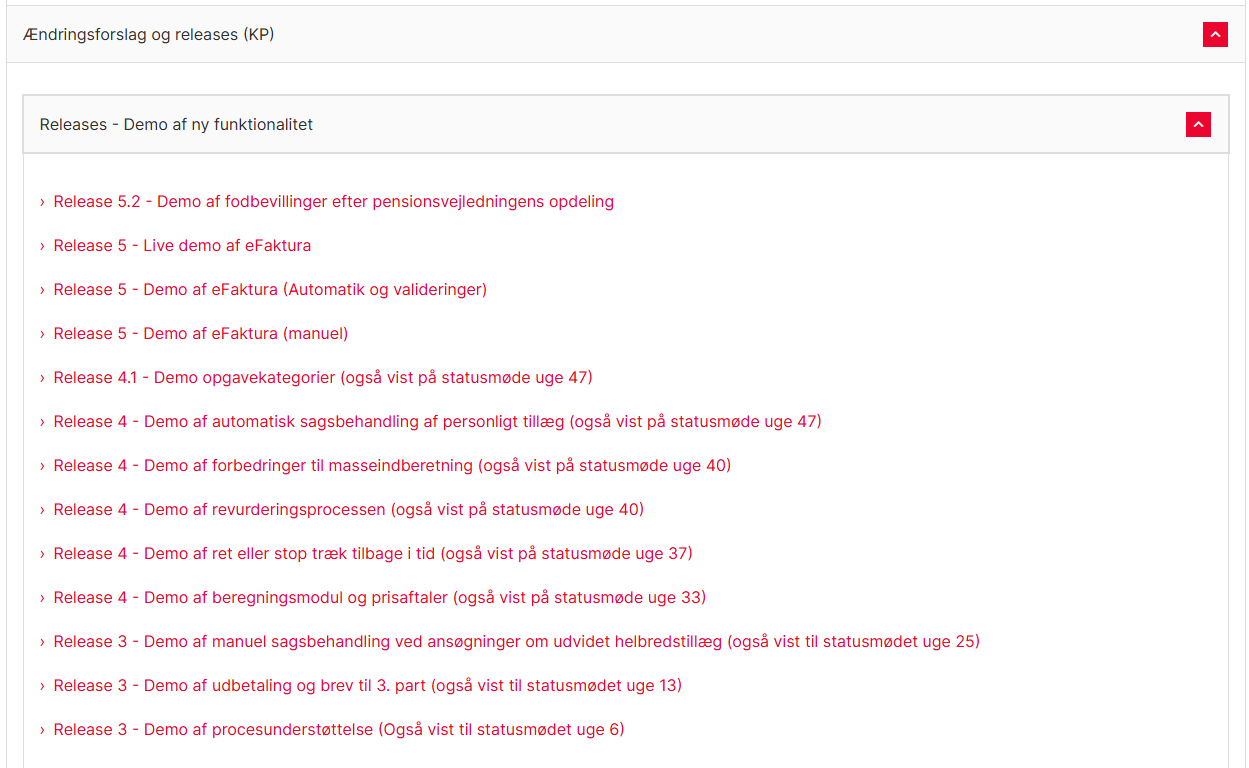 Ændringsforslag og releases (KP)
Releases - Demo af ny funktionalitet
› Release 5.2 - Demo af fodbevillinger efter pensionsvejledningens opdeling
› Release 5 - Live demo af eFaktura
› Release 5 - Demo af eFaktura (Automatik og valideringer)
› Release 5 - Demo af eFaktura (manuel)
› Release 4.1 - Demo opgavekategorier (også vist på statusmøde uge 47)
› Release 4 - Demo af automatisk sagsbehandling af personligt tillæg (også vist på statusmøde uge 47)
› Release 4 - Demo af forbedringer til masseindberetning (også vist på statusmøde uge 40)
› Release 4 - Demo af revurderingsprocessen (også vist på statusmøde uge 40)
› Release 4 - Demo af ret eller stop træk tilbage i tid (også vist på statusmøde uge 37)
› Release 4 - Demo af beregningsmodul og prisaftaler (også vist på statusmøde uge 33)
› Release 3 - Demo af manuel sagsbehandling ved ansøgninger om udvidet helbredstillæg (også vist til statusmødet uge 25)
› Release 3 - Demo af udbetaling og brev til 3. part (også vist til statusmødet uge 13)
› Release 3 - Demo af procesunderstøttelse (Også vist til statusmødet uge 6)